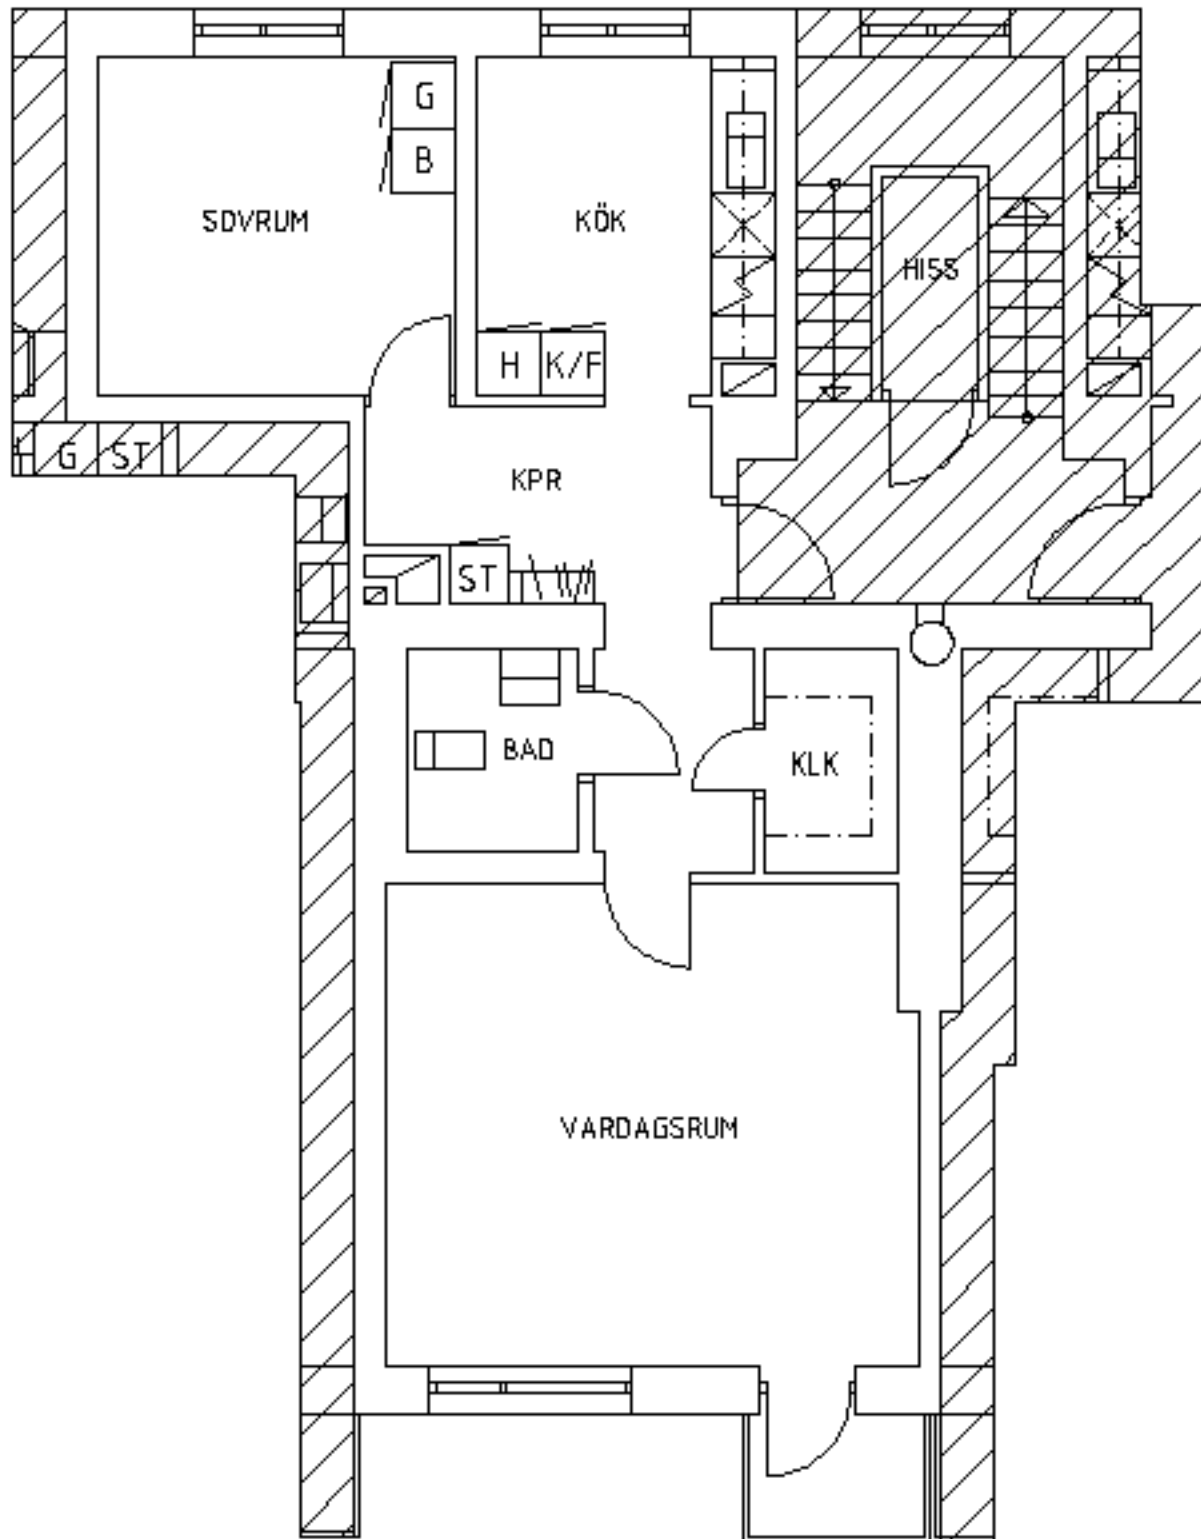 G
B
SOVRUM
KÖK
HISS
H K/F
G ST
KPR
ST
BAD
KLK
VARDAGSRUM